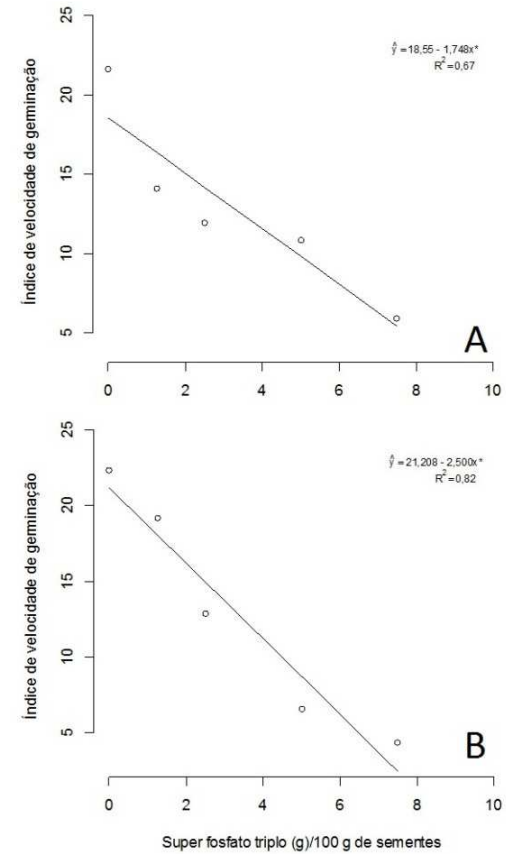 25
ŷ = 18,55 - 1,748x*
R² = 0,67
20
Índice de velocidade de germinação
15
10
5
A
0 2 4 6 8 10
25
ŷ = 21,208 - 2,500x*
R² = 0,82
20
Índice de velocidade de germinação
15
10
5
B
0 2 4 6 8 10
Super fosfato triplo (g)/100 g de sementes